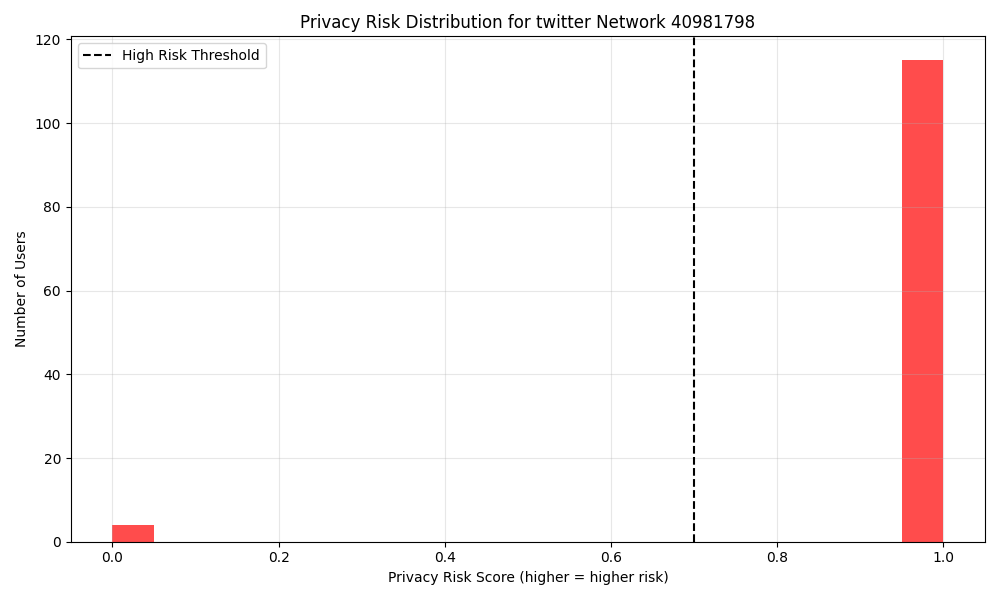 Privacy Risk Distribution for twitter Network 40981798
High Risk Threshold
120
100
80
60
40
20
0
Number of Users
0.0 0.2 0.4 0.6 0.8 1.0
Privacy Risk Score (higher = higher risk)